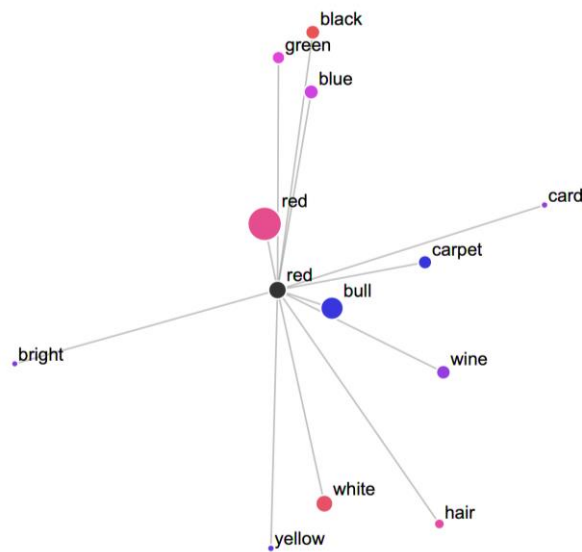 black
green
blue
red
card
carpet
red
bull
bright
wine
white
hair
yellow